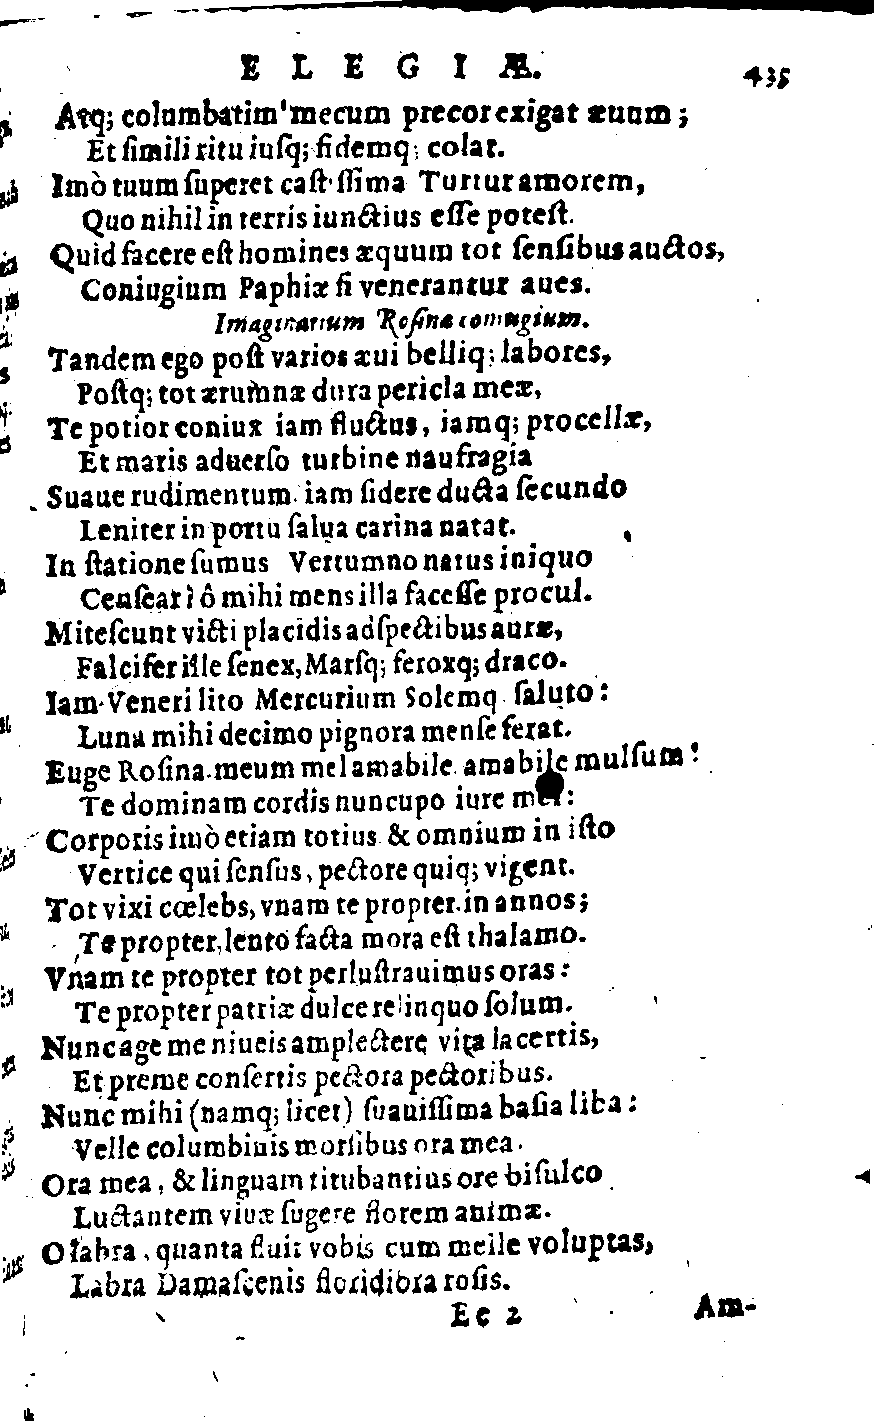 ELEGIÆ. 435
Atq; columbatim mecum precor exigat æuum;
Et ſimili ritu iuſq; fidemq; colat.
Imò tuum ſuperet caſtiſſima Turtur amorem,
Quo nihil in terris iunctius eſſe poteſt.
Quid facere eſt homines æquum tot ſenſibus auctos,
Coniugium Paphiæ ſi venerantur aues.
Imaginarium Roſinæ coniugium.
Tandem ego poſt varios æui belliq; labores,
Poſtq; tot ærumnæ dura pericla meæ,
Te potior coniux iam fluctus, iamq; procellæ,
Et maris aduerſo turbine naufragia
Suaue rudimentum. iam ſidere ducta ſecundo
Leniter in portu ſalua carina natat.
In ſtatione ſumus Vertumno natus iniquo
Cenſear? ô mihi mens illa faceſſe procul.
Miteſcunt victi placidis adſpectibus auræ,
Falcifer ille ſenex, Marſq; feroxq; draco.
Iam Veneri lito Mercurium Solemq ſaluto:
Luna mihi decimo pignora menſe ferat.
Euge Roſina meum mel amabile amabile mulſum!
Te dominam cordis nuncupo iure mei:
Corporis imò etiam totius & omnium in iſto
Vertice qui ſenſus, pectore quiq; vigent.
Tot vixi cœlebs, vnam te propter in annos;
Te propter, lento facta mora eſt thalamo.
Vnam te propter tot perluſtrauimus oras:
Te propter patriæ dulce relinquo ſolum.
Nunc age me niueis amplectere vita lacertis,
Et preme conſertis pectora pectoribus.
Nunc mihi (namq; licet) ſuauiſſima baſia liba:
Velle columbinis morſibus ora mea.
Ora mea, & linguam titubantius ore biſulco
Luctantem viuæ ſugere florem animæ.
O labra, quanta fluit vobis cum melle voluptas,
Labra Damaſcenis floridiora roſis.
Ee 2 Am-